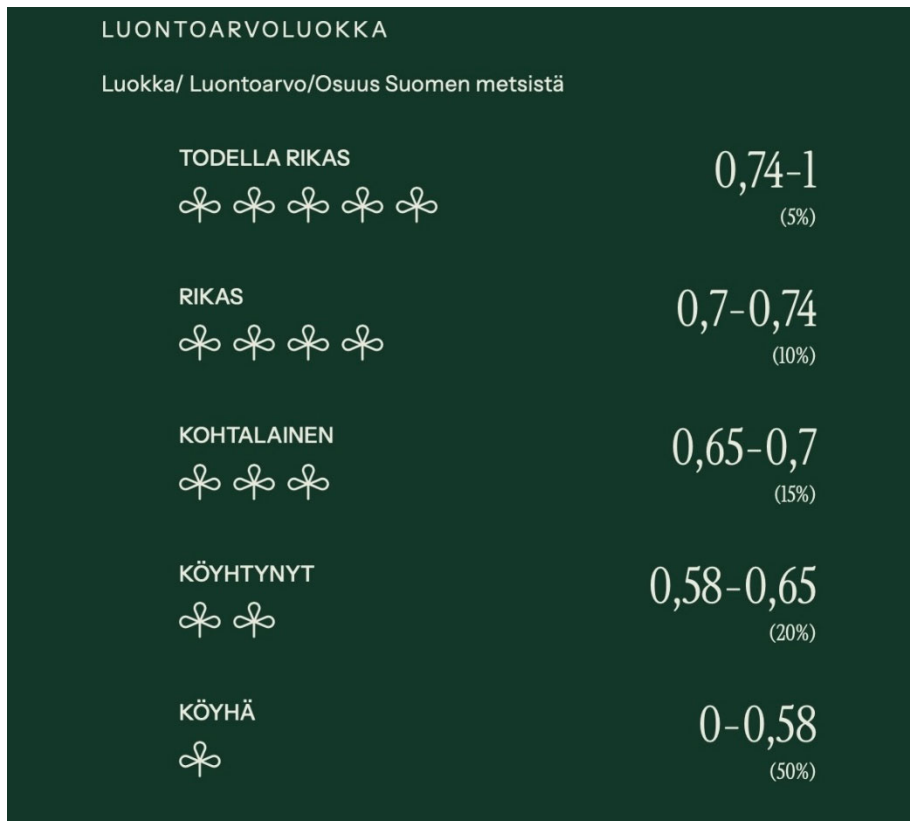 LUONTOARVOLUOKKA
Luokka/ Luontoarvo/Osuus Suomen metsistä
TODELLA RIKAS
0,74-1
(5%)
RIKAS
0,7-0,74
(10%)
KOHTALAINEN
0,65-0,7
(15%)
KÖYHTYNYT
0,58-0,65
(20%)
KÖYHÄ
0-0,58
(50%)